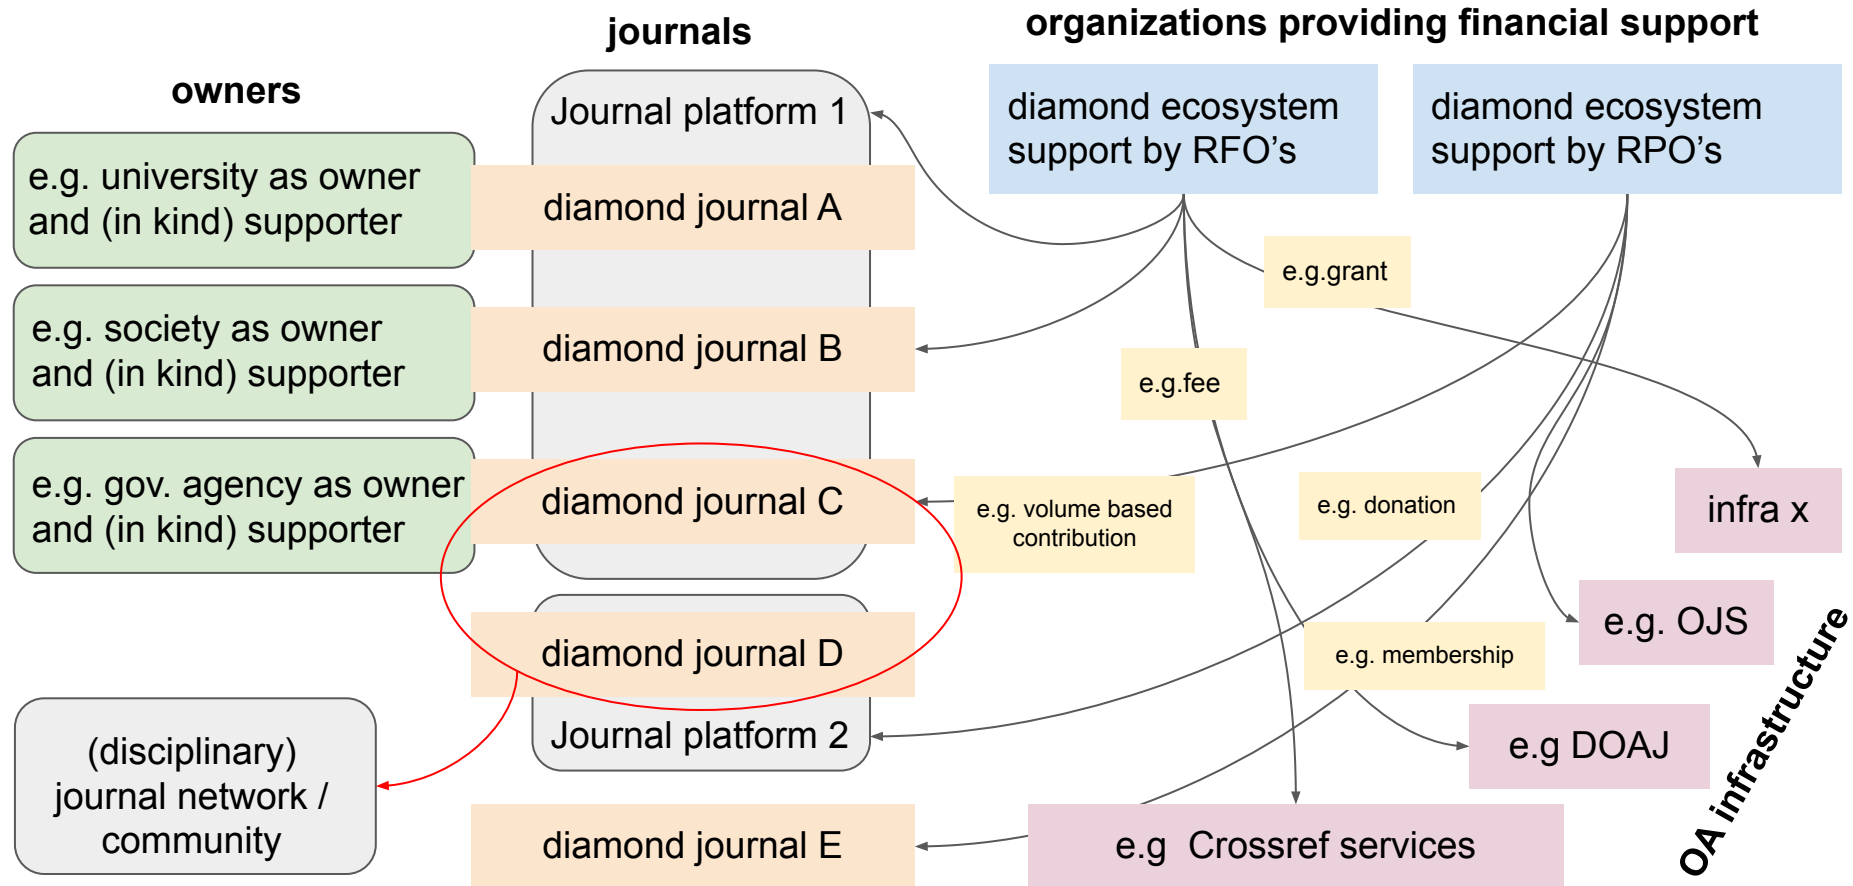 organizations providing financial support
journals
owners
Journal platform 1
diamond ecosystem
support by RFO's
diamond ecosystem
support by RPO's
e.g. university as owner
and (in kind) supporter
diamond journal A
e.g.grant
e.g. society as owner
and (in kind) supporter
diamond journal B
e.g.fee
e.g. gov. agency as owner
and (in kind) supporter
diamond journal C
e.g. volume based
contribution
e.g. donation
infra x
diamond journal D
e.g. membership
e.g. OJS
Journal platform 2
e.g DOAJ
(disciplinary)
journal network /
community
diamond journal E
e.g  Crossref services
OA infrastructure